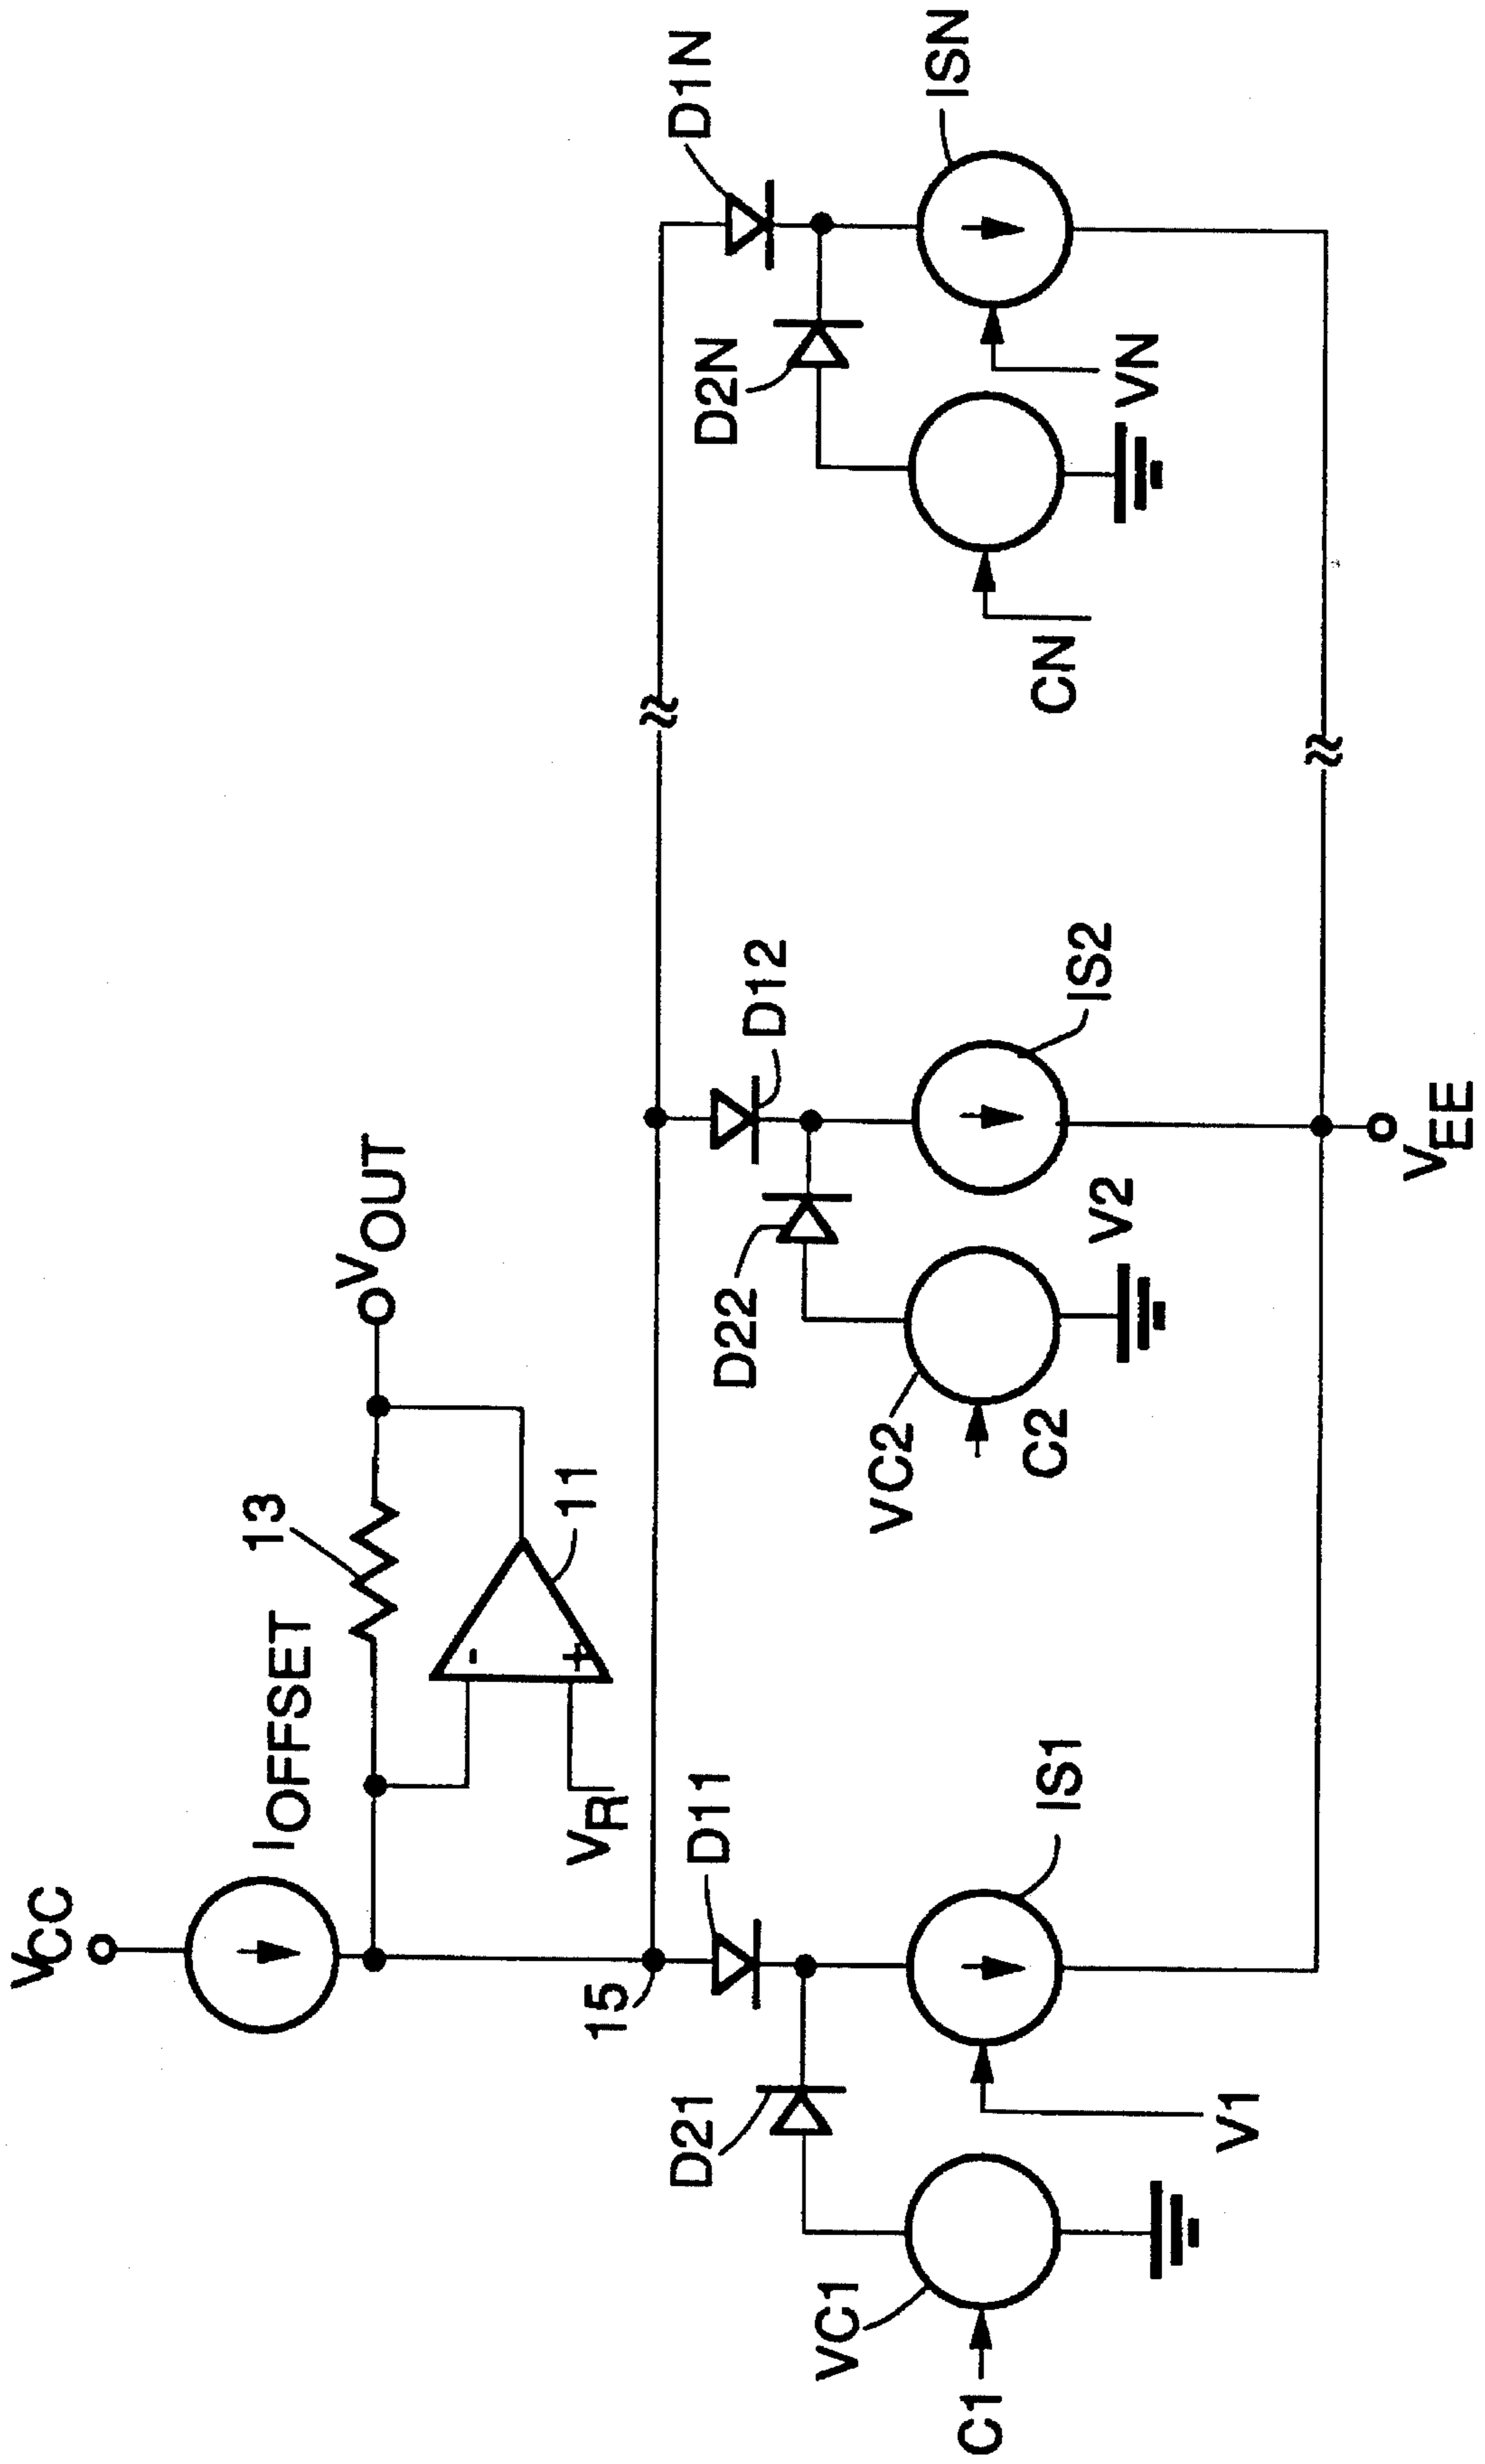 VCC
IOFFSET
13
VOUT
11
-
+
VR
15
D11
D12
D1N
D21
D22
D2N
IS1
IS2
ISN
VC1
VC2
C1
C2
CN
V1
V2
VN
VEE